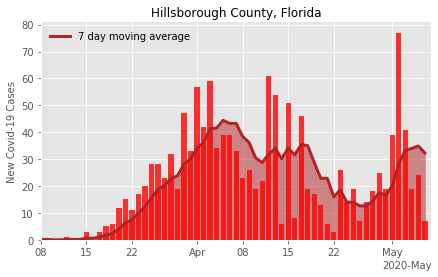 Hillsborough County, Florida
7 day moving average
New Covid-19 Cases
80
70
60
50
40
30
20
10
0
08 15 22 Apr 08 15 22 May
2020-May